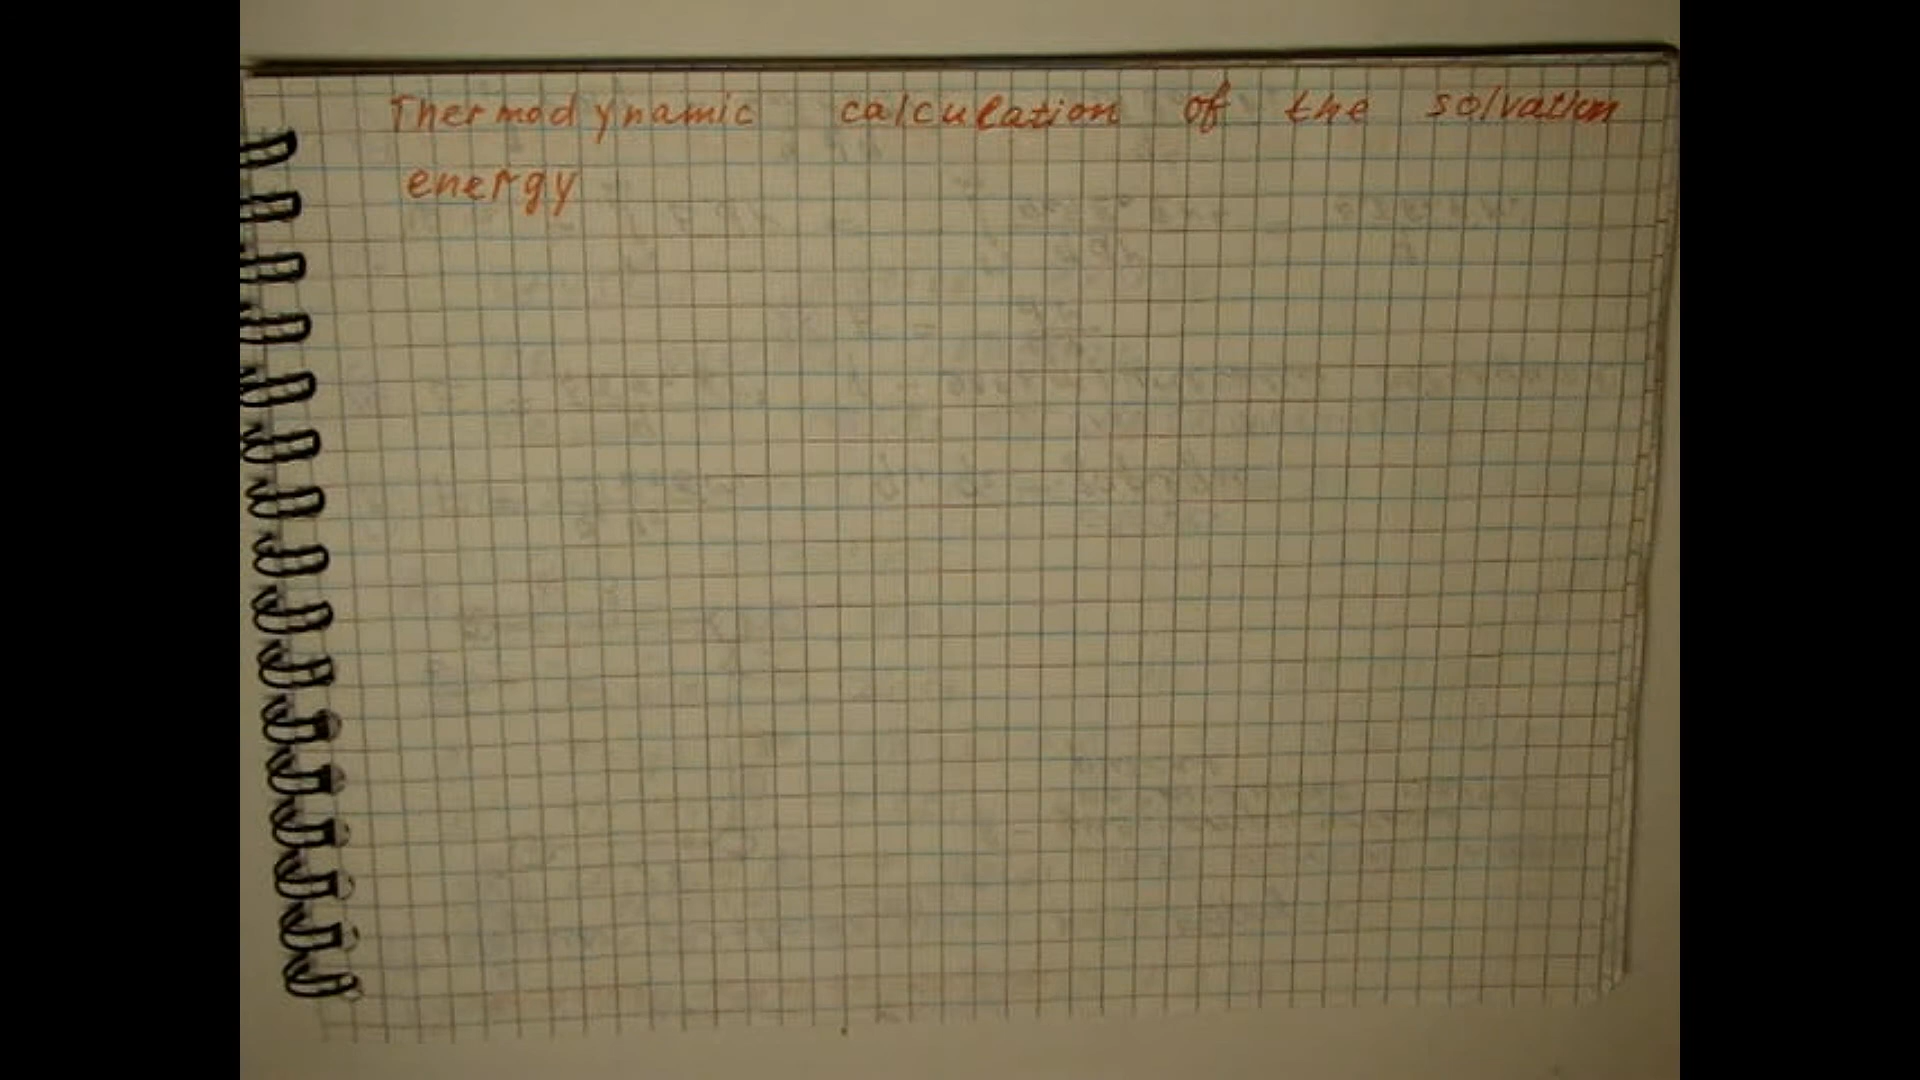 Thermodynamic calculation of the solvation
energy